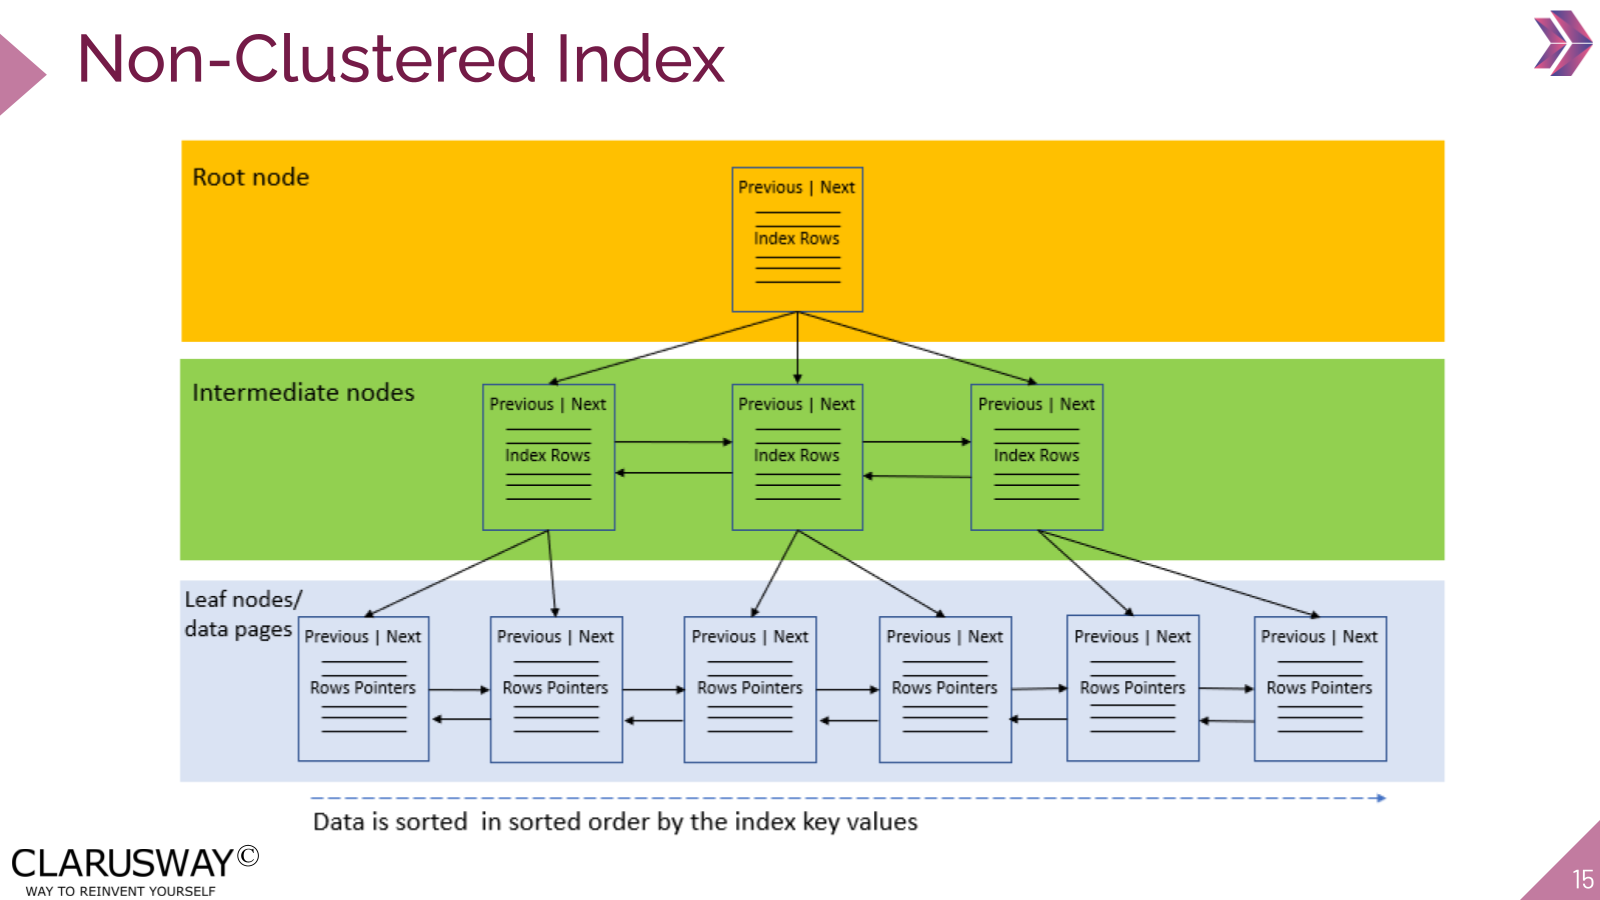 Non-Clustered Index
Root node
Previous | Next
Index Rows
Intermediate nodes
Previous | Next
Index Rows
Previous | Next
Index Rows
Previous | Next
Index Rows
Leaf nodes/
data pages
Previous | Next
Rows Pointers
Previous | Next
Rows Pointers
Previous | Next
Rows Pointers
Previous | Next
Rows Pointers
Previous | Next
Rows Pointers
Previous | Next
Rows Pointers
Data is sorted  in sorted order by the index key values
CLARUSWAY©
WAY TO REINVENT YOURSELF
15